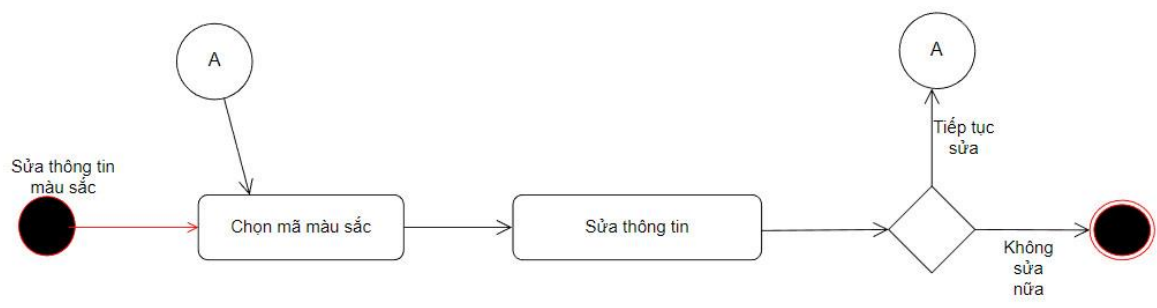 A
A
Tiếp tục
sửa
Sửa thông tin
màu sắc
Chọn mã màu sắc
Sửa thông tin
Không
sửa
nữa